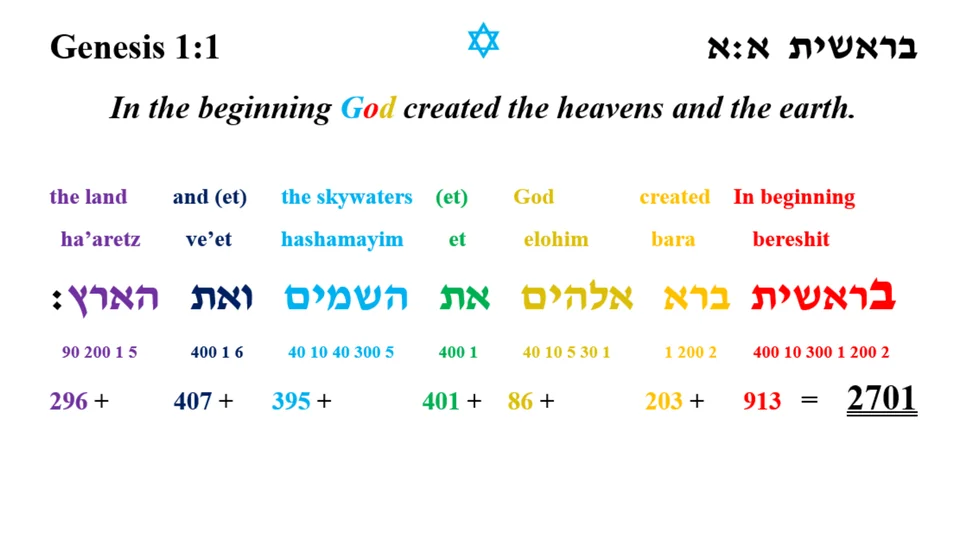 Genesis 1:1 בראשית א:א
In the beginning God created the heavens and the earth.
the land and (et) the skywaters (et) God created In beginning
ha’aretz ve’et hashamayim et elohim bara bereshit
בראשית ברא אלהים את השמים ואת הארץ:
90 200 1 5 400 1 6 40 10 40 300 5 400 1 40 10 5 30 1 1 200 2 400 10 300 1 200 2
296 + 407 + 395 + 401 + 86 + 203 + 913 = 2701